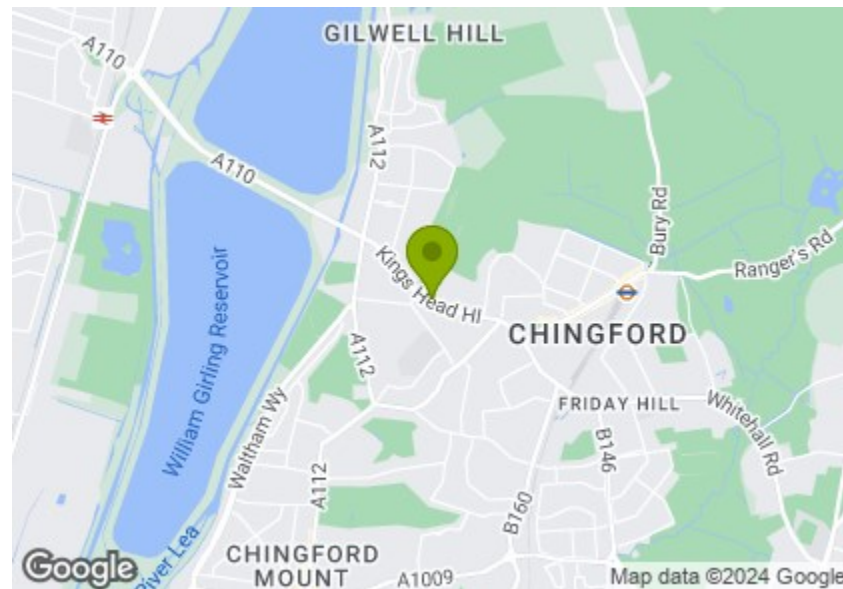 GILWELL HILL
A110
A112
A110
Bury Rd
Ranger's Rd
Kings Head Hl
William Girling Reservoir
CHINGFORD
A112
Waltham Wy
FRIDAY HILL
Whitehall Rd
B146
A112
B160
River Lea
CHINGFORD
MOUNT
A1009
Google
Map data ©2024 Google